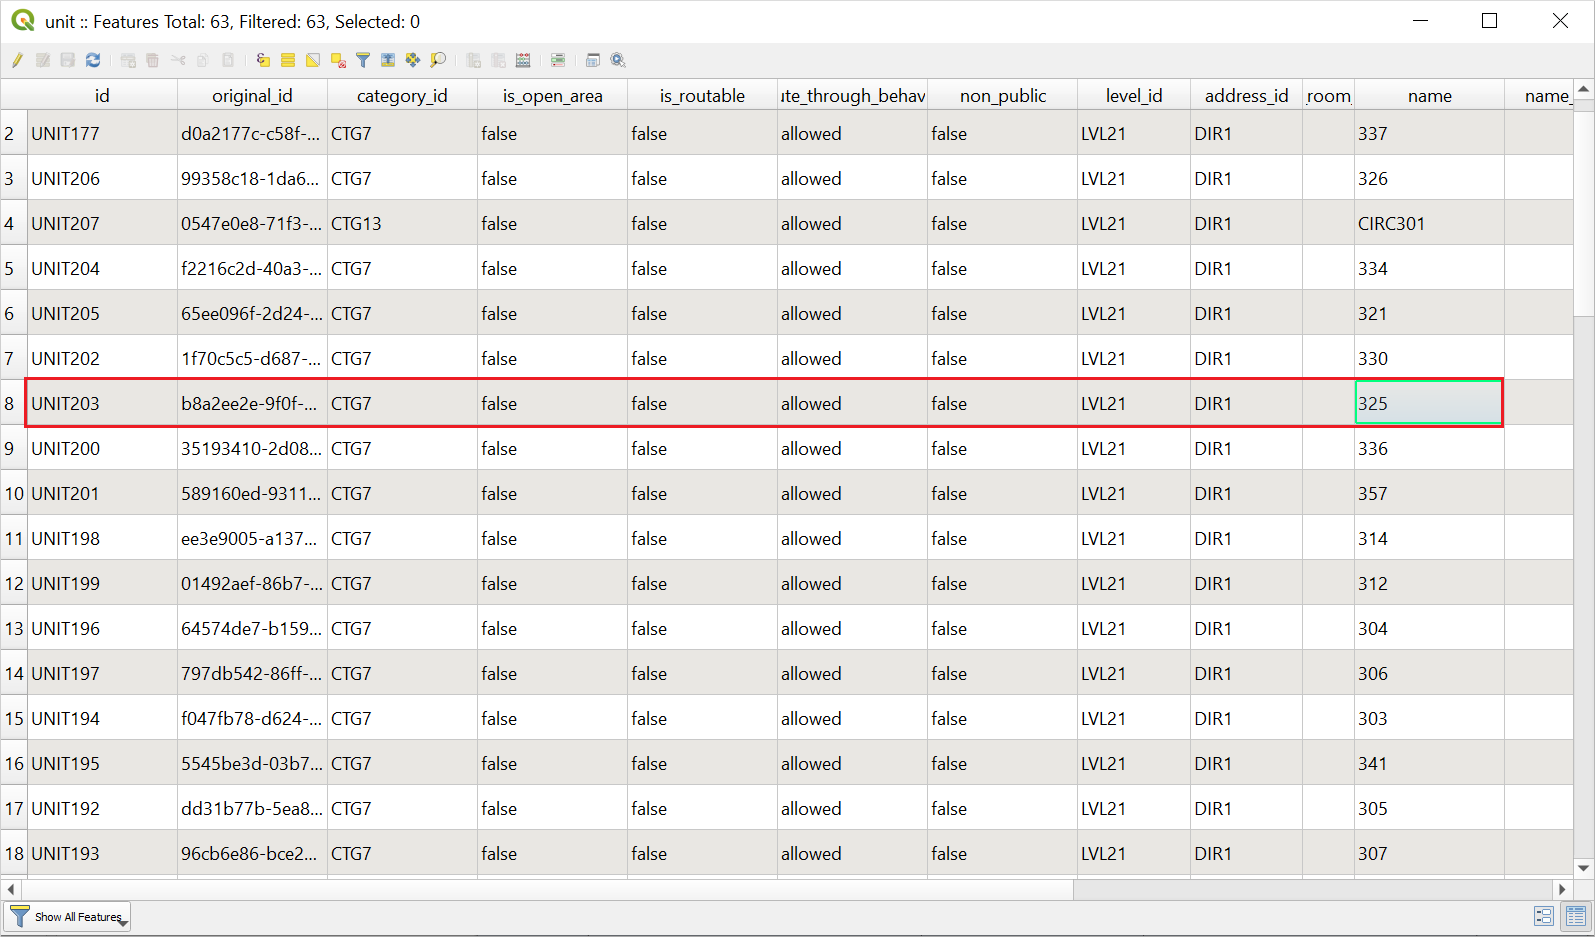 unit :: Features Total: 63, Filtered: 63, Selected: 0
id original_id category_id is_open_area is_routable ute_through_behav non_public level_id address_id _room_ name name_
2 UNIT177 d0a2177c-c58f-... CTG7 false false allowed false LVL21 DIR1 337
3 UNIT206 99358c18-1da6... CTG7 false false allowed false LVL21 DIR1 326
4 UNIT207 0547e0e8-71f3-... CTG13 false false allowed false LVL21 DIR1 CIRC301
5 UNIT204 f2216c2d-40a3-... CTG7 false false allowed false LVL21 DIR1 334
6 UNIT205 65ee096f-2d24-... CTG7 false false allowed false LVL21 DIR1 321
7 UNIT202 1f70c5c5-d687-... CTG7 false false allowed false LVL21 DIR1 330
8 UNIT203 b8a2ee2e-9f0f-... CTG7 false false allowed false LVL21 DIR1 325
9 UNIT200 35193410-2d08... CTG7 false false allowed false LVL21 DIR1 336
10 UNIT201 589160ed-9311... CTG7 false false allowed false LVL21 DIR1 357
11 UNIT198 ee3e9005-a137... CTG7 false false allowed false LVL21 DIR1 314
12 UNIT199 01492aef-86b7-... CTG7 false false allowed false LVL21 DIR1 312
13 UNIT196 64574de7-b159... CTG7 false false allowed false LVL21 DIR1 304
14 UNIT197 797db542-86ff-... CTG7 false false allowed false LVL21 DIR1 306
15 UNIT194 f047fb78-d624-... CTG7 false false allowed false LVL21 DIR1 303
16 UNIT195 5545be3d-03b7... CTG7 false false allowed false LVL21 DIR1 341
17 UNIT192 dd31b77b-5ea8... CTG7 false false allowed false LVL21 DIR1 305
18 UNIT193 96cb6e86-bce2... CTG7 false false allowed false LVL21 DIR1 307
Show All Features